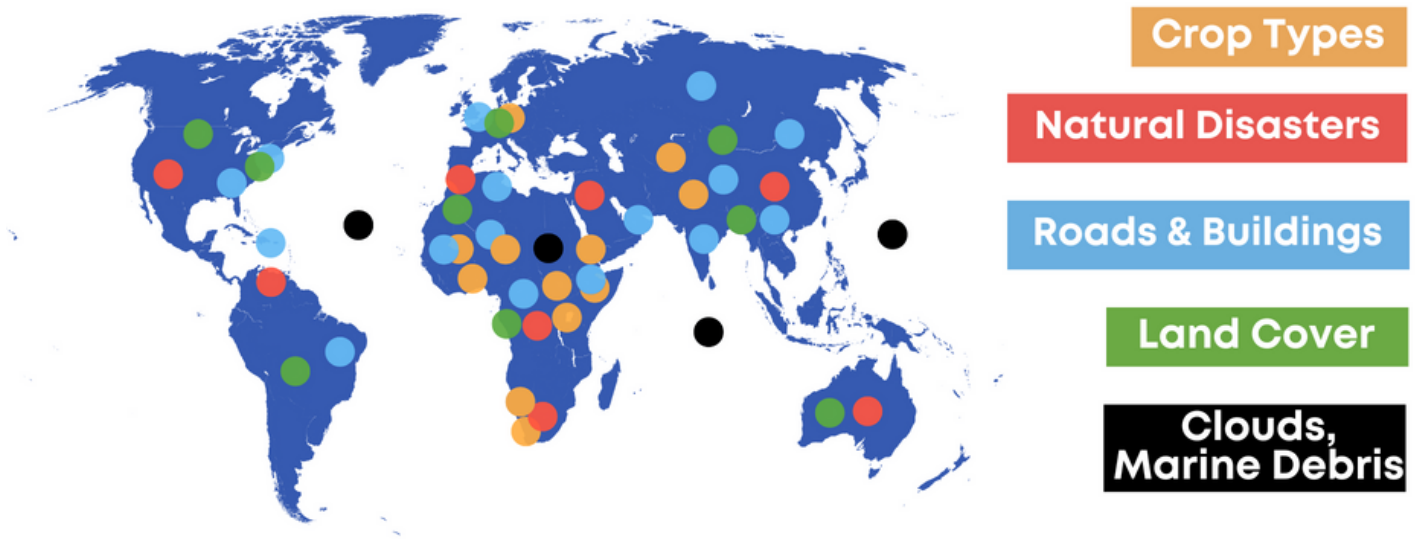 Crop Types
Natural Disasters
Roads & Buildings
Land Cover
Clouds,
Marine Debris